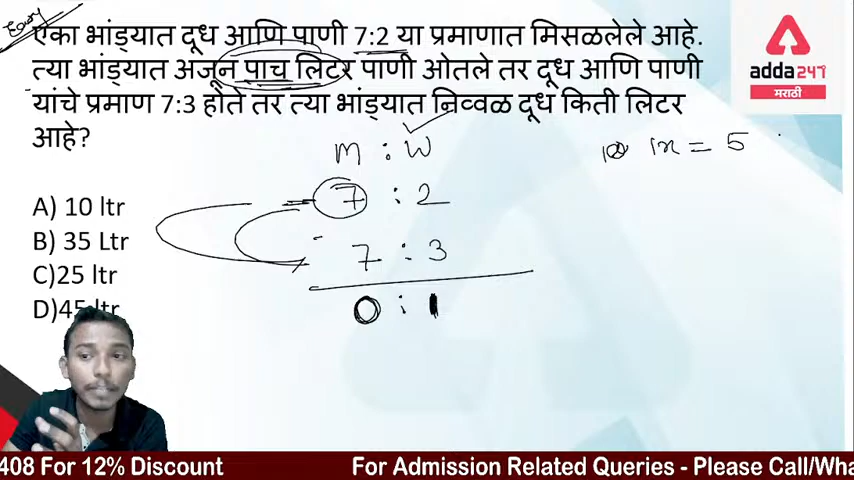 Easy
एका भांड्यात दूध आणि पाणी 7:2 या प्रमाणात मिसळलेले आहे.
त्या भांड्यात अजून पाच लिटर पाणी ओतले तर दूध आणि पाणी
यांचे प्रमाण 7:3 होते तर त्या भांड्यात निव्वळ दूध किती लिटर
आहे?
adda247
मराठी
M : W
1x = 5
A) 10 ltr
7 : 2
B) 35 Ltr
7 : 3
C)25 ltr
0 : 1
D)45 ltr
408 For 12% Discount For Admission Related Queries - Please Call/Wha